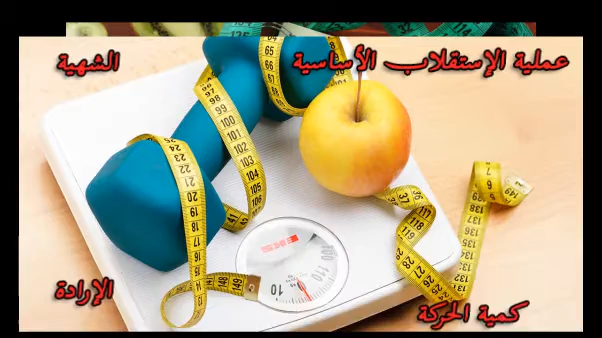 عملية الإستقلاب الأساسية
الشهية
الإرادة
كمية الحركة